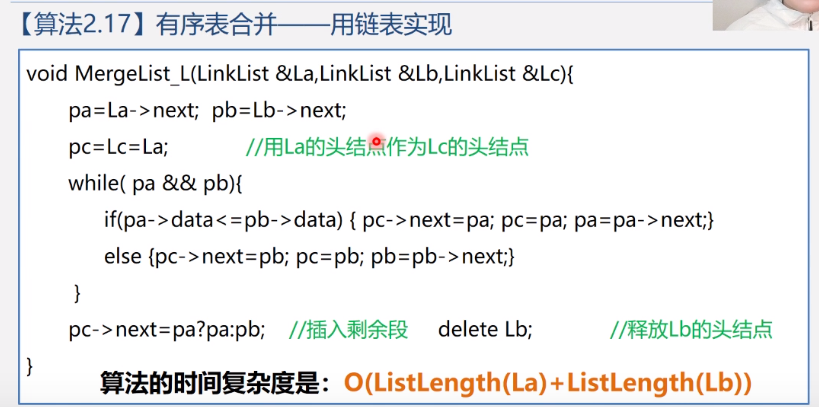 【算法2.17】有序表合并——用链表实现
void MergeList_L(LinkList &La,LinkList &Lb,LinkList &Lc){
pa=La->next; pb=Lb->next;
pc=Lc=La; //用La的头结点作为Lc的头结点
while( pa && pb){
if(pa->data<=pb->data) { pc->next=pa; pc=pa; pa=pa->next;}
else {pc->next=pb; pc=pb; pb=pb->next;}
}
pc->next=pa?pa:pb; //插入剩余段 delete Lb; //释放Lb的头结点
}
算法的时间复杂度是：O(ListLength(La)+ListLength(Lb))